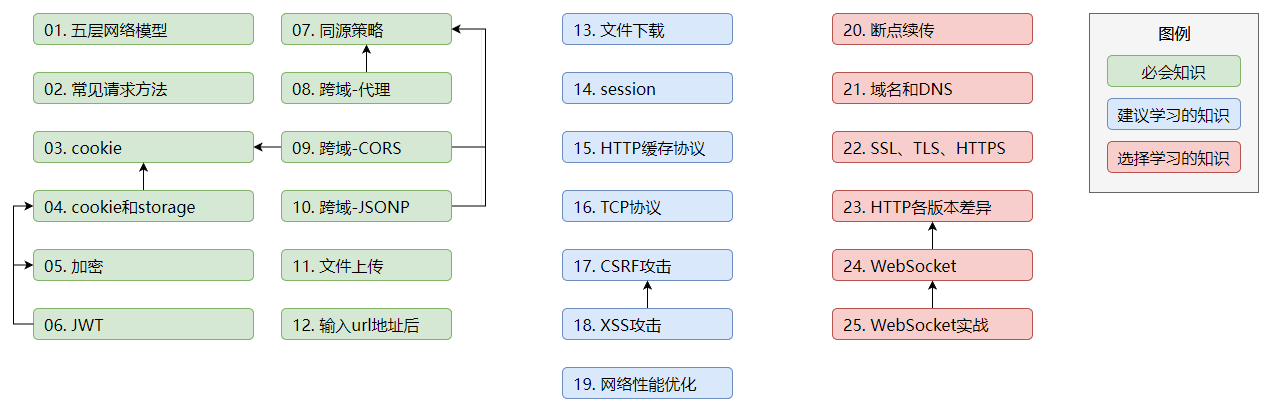 01. 五层网络模型
02. 常见请求方法
03. cookie
04. cookie和storage
05. 加密
06. JWT
07. 同源策略
08. 跨域-代理
09. 跨域-CORS
10. 跨域-JSONP
11. 文件上传
12. 输入url地址后
13. 文件下载
14. session
15. HTTP缓存协议
16. TCP协议
17. CSRF攻击
18. XSS攻击
19. 网络性能优化
20. 断点续传
21. 域名和DNS
22. SSL、TLS、HTTPS
23. HTTP各版本差异
24. WebSocket
25. WebSocket实战
图例
必会知识
建议学习的知识
选择学习的知识